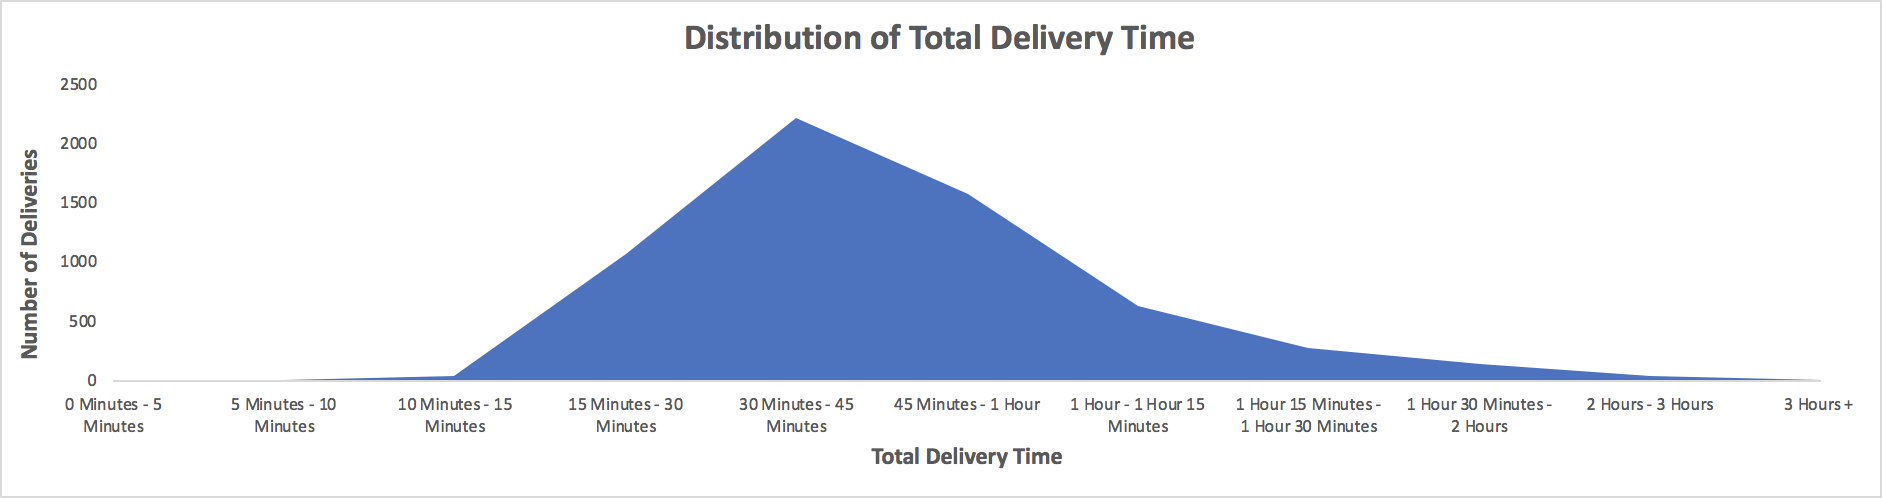 Distribution of Total Delivery Time
Number of Deliveries
2500
2000
1500
1000
500
0
0 Minutes - 5
Minutes
5 Minutes - 10
Minutes
10 Minutes - 15
Minutes
15 Minutes - 30
Minutes
30 Minutes - 45
Minutes
45 Minutes - 1 Hour
1 Hour - 1 Hour 15
Minutes
1 Hour 15 Minutes -
1 Hour 30 Minutes
1 Hour 30 Minutes -
2 Hours
2 Hours - 3 Hours
3 Hours +
Total Delivery Time